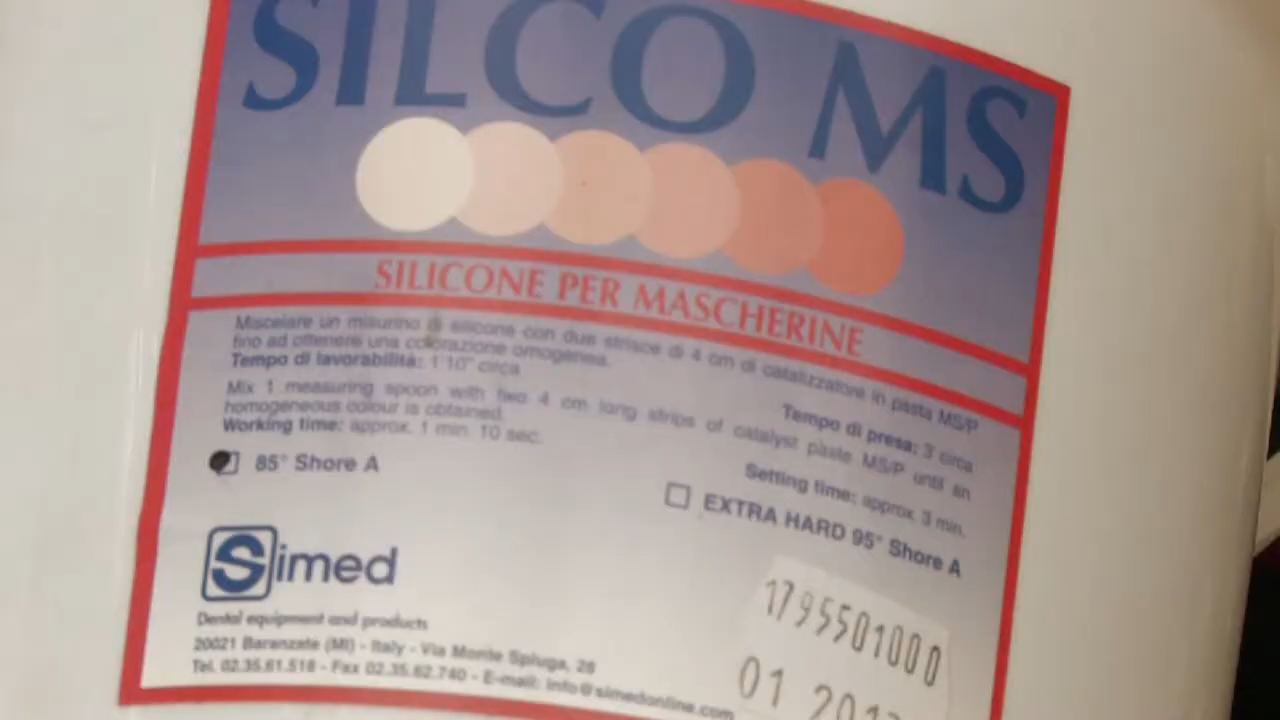 SILCO MS
SILICONE PER MASCHERINE
Miscelare un misurino di silicone con due strisce di 4 cm di catalizzatore in pasta MS/P
fino ad ottenere una colorazione omogenea.
Tempo di lavorabilità: 1'10" circa
Tempo di presa: 3' circa
Mix 1 measuring spoon with two 4 cm long strips of catalyst paste MS/P until an
homogeneous colour is obtained.
Working time: approx. 1 min. 10 sec.
Setting time: approx. 3 min.
85° Shore A
EXTRA HARD 95° Shore A
Simed
Dental equipment and products
20021 Baranzate (MI) - Italy - Via Monte Spluga, 26
Tel. 02.35.61.518 - Fax 02.35.62.740 - E-mail: info@simedonline.com
1795501000
01